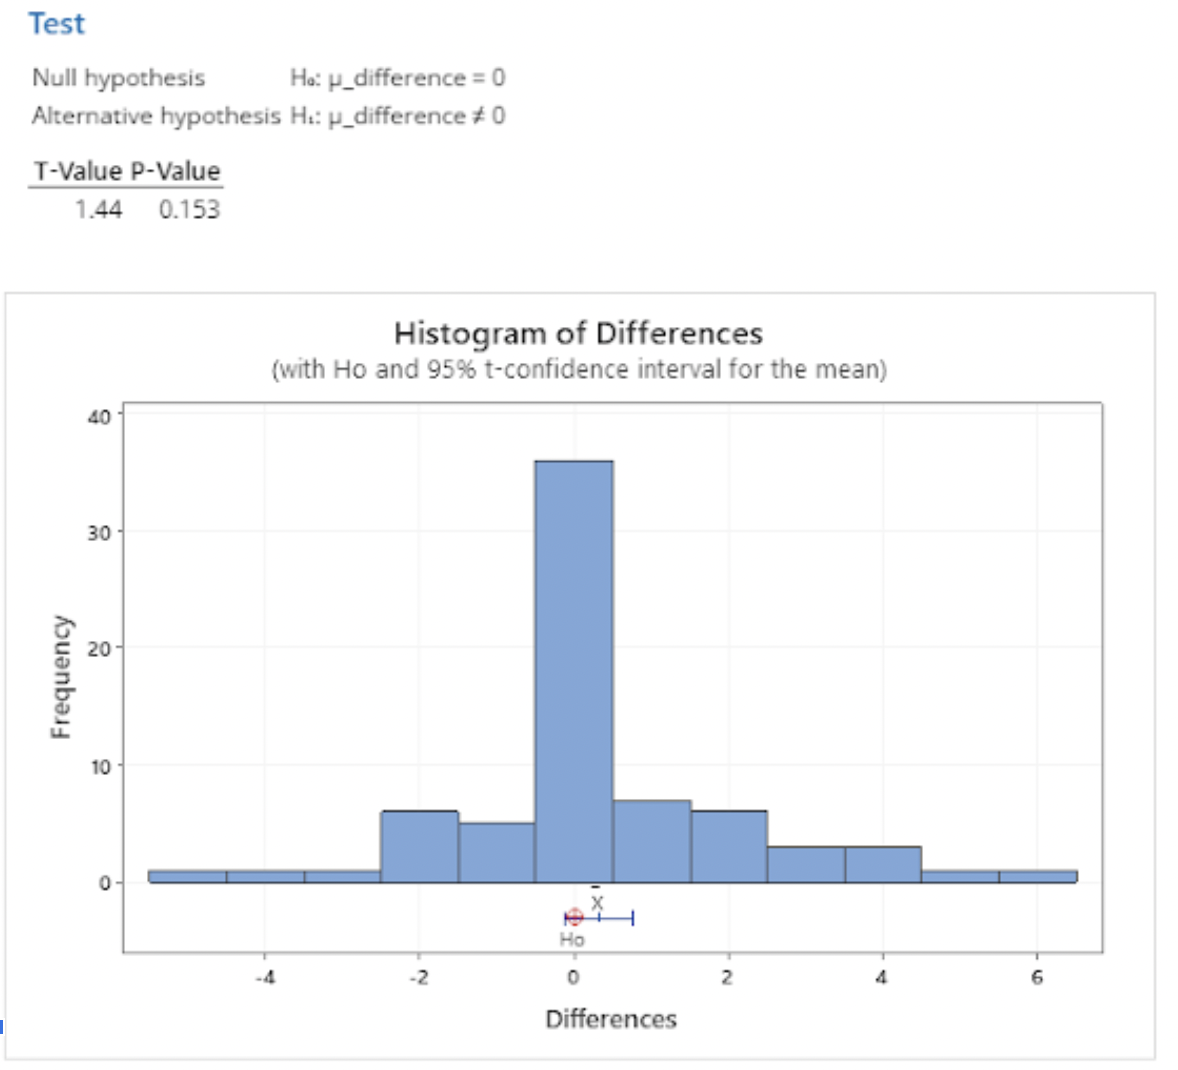 Test
Null hypothesis H₀: μ_difference = 0
Alternative hypothesis H₁: μ_difference ≠ 0
T-Value P-Value
1.44 0.153
Histogram of Differences
(with Ho and 95% t-confidence interval for the mean)
40
30
20
10
0
Frequency
X̄
Ho
-4 -2 0 2 4 6
Differences